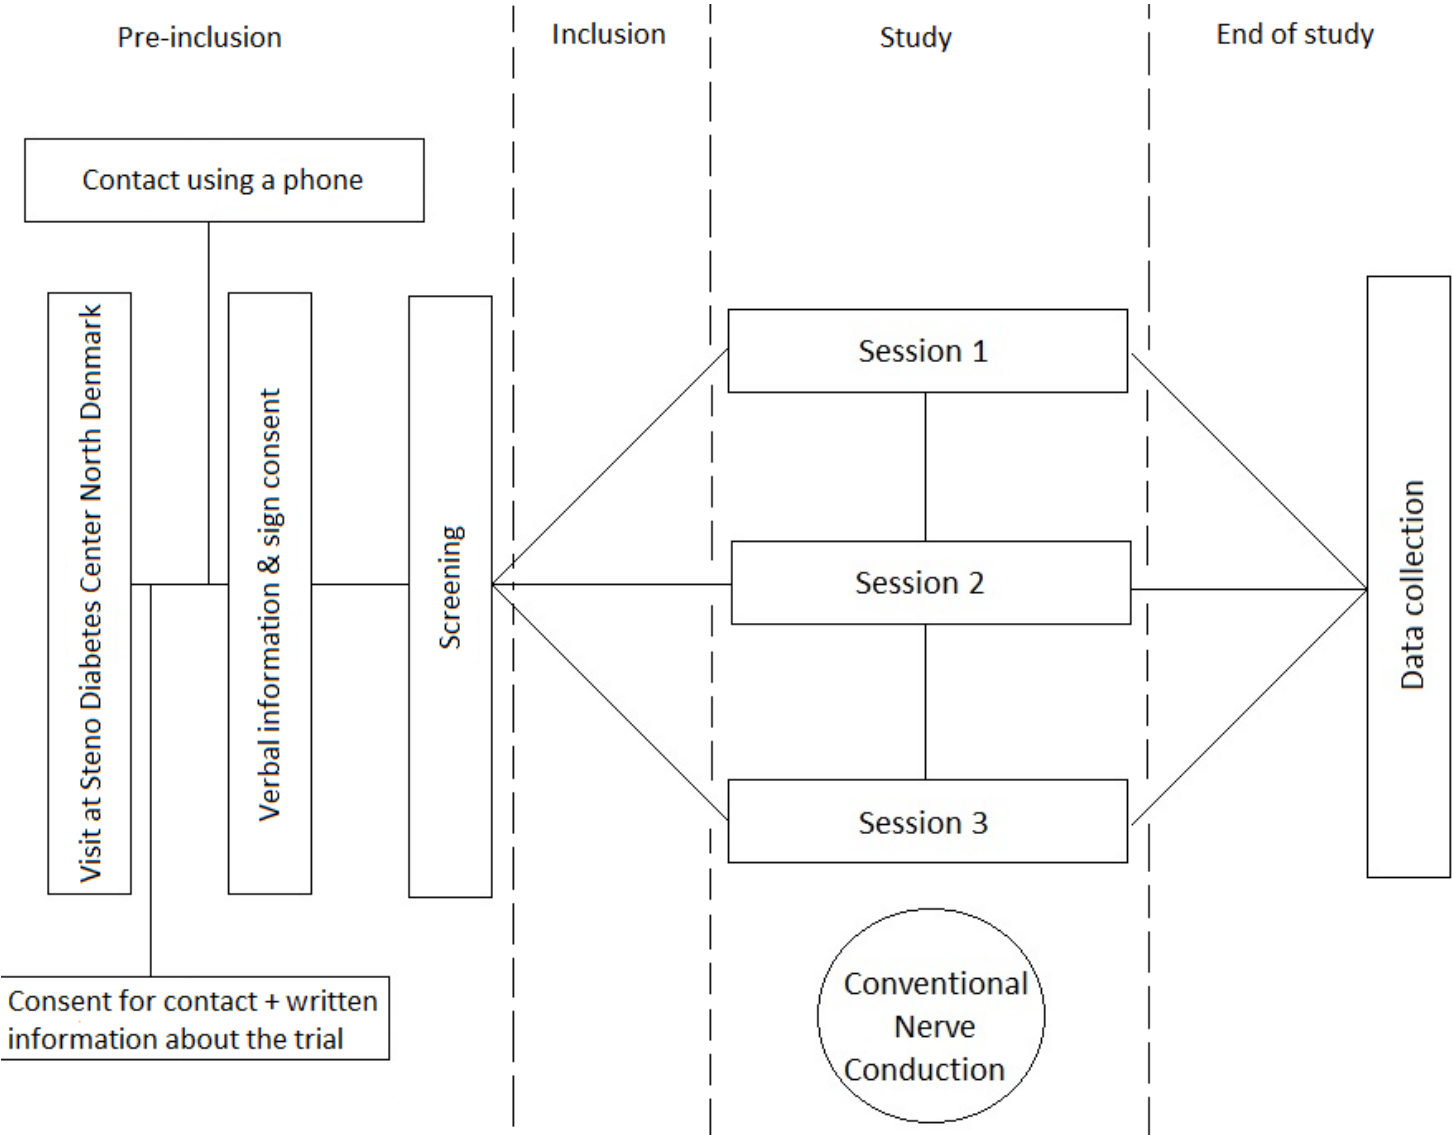 Pre-inclusion
Inclusion
Study
End of study
Contact using a phone
Visit at Steno Diabetes Center North Denmark
Verbal information & sign consent
Screening
Session 1
Session 2
Session 3
Data collection
Consent for contact + written
information about the trial
Conventional
Nerve
Conduction